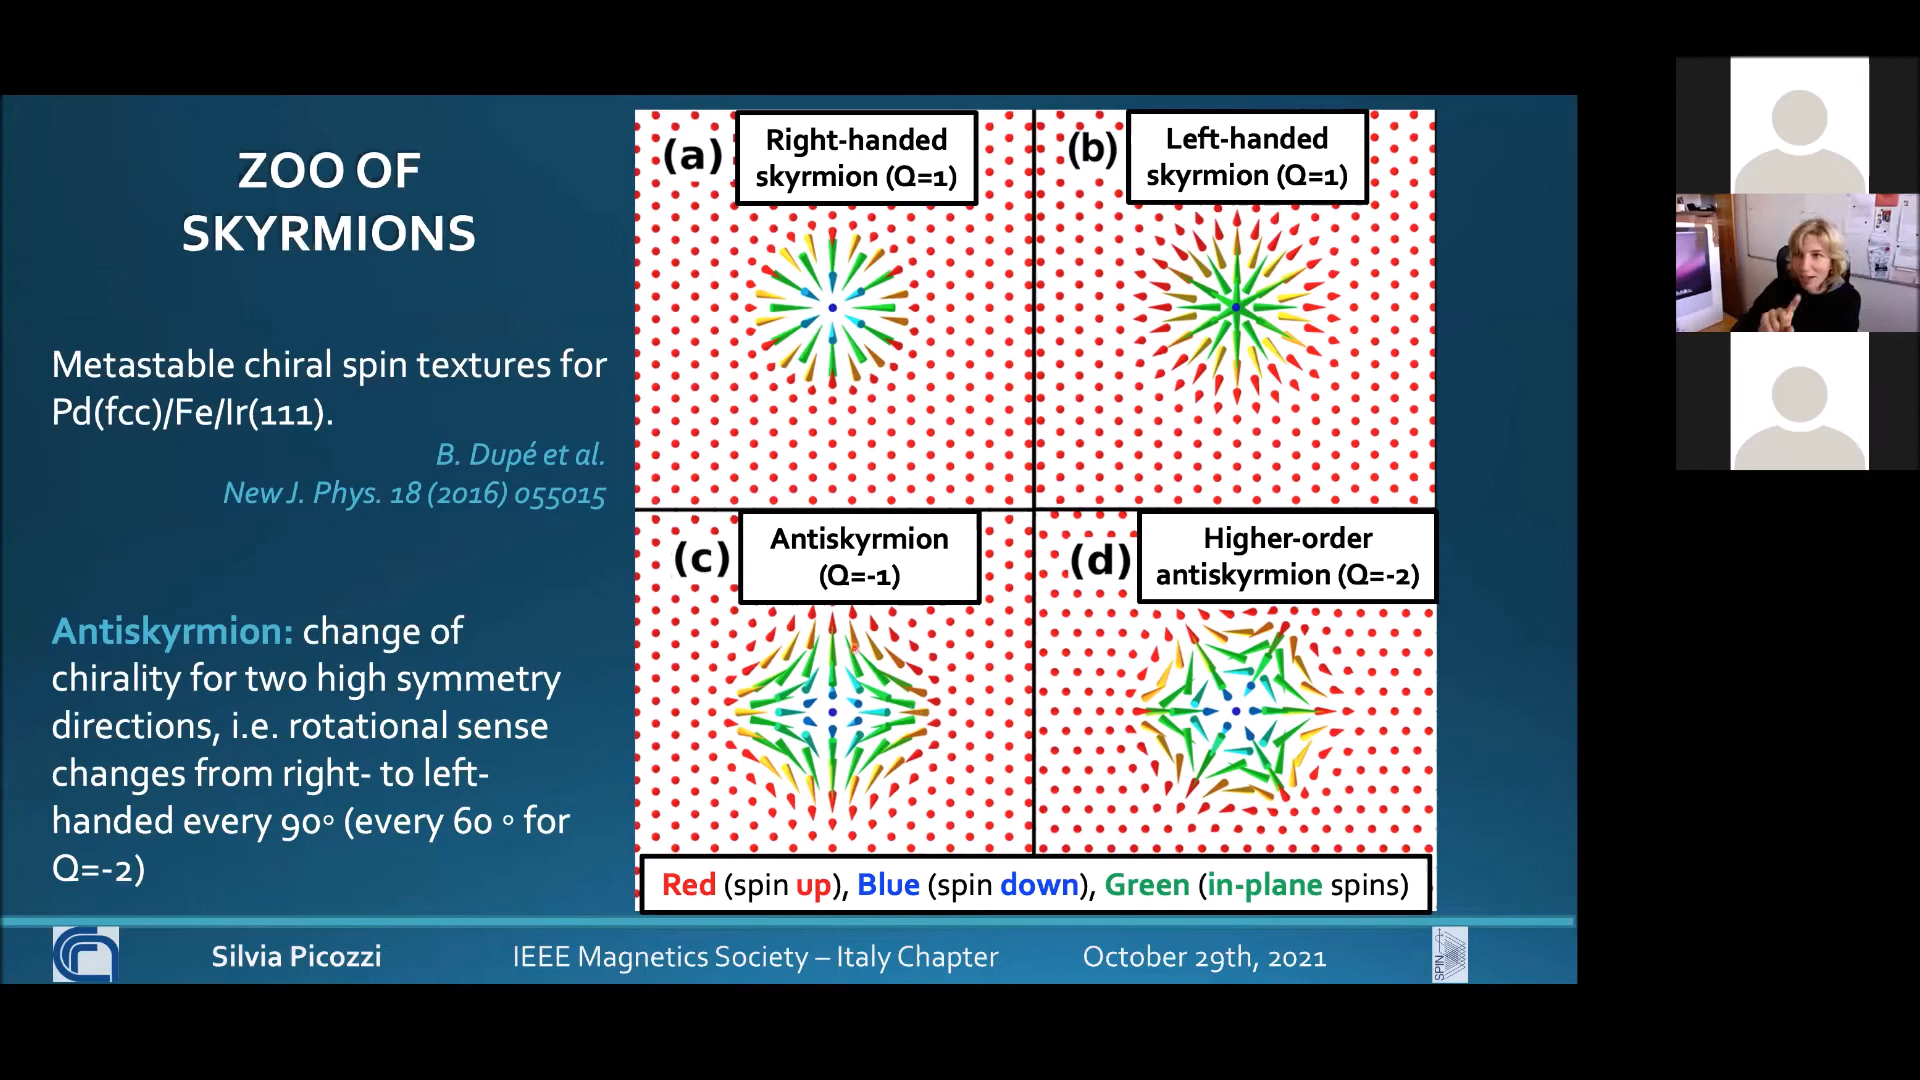 ZOO OF
SKYRMIONS
Metastable chiral spin textures for
Pd(fcc)/Fe/Ir(111).
B. Dupé et al.
New J. Phys. 18 (2016) 055015
Antiskyrmion: change of
chirality for two high symmetry
directions, i.e. rotational sense
changes from right- to left-
handed every 90° (every 60 ° for
Q=-2)
(a)
Right-handed
skyrmion (Q=1)
(b)
Left-handed
skyrmion (Q=1)
(c)
Antiskyrmion
(Q=-1)
(d)
Higher-order
antiskyrmion (Q=-2)
Red (spin up), Blue (spin down), Green (in-plane spins)
Silvia Picozzi
IEEE Magnetics Society – Italy Chapter
October 29th, 2021
SPIN